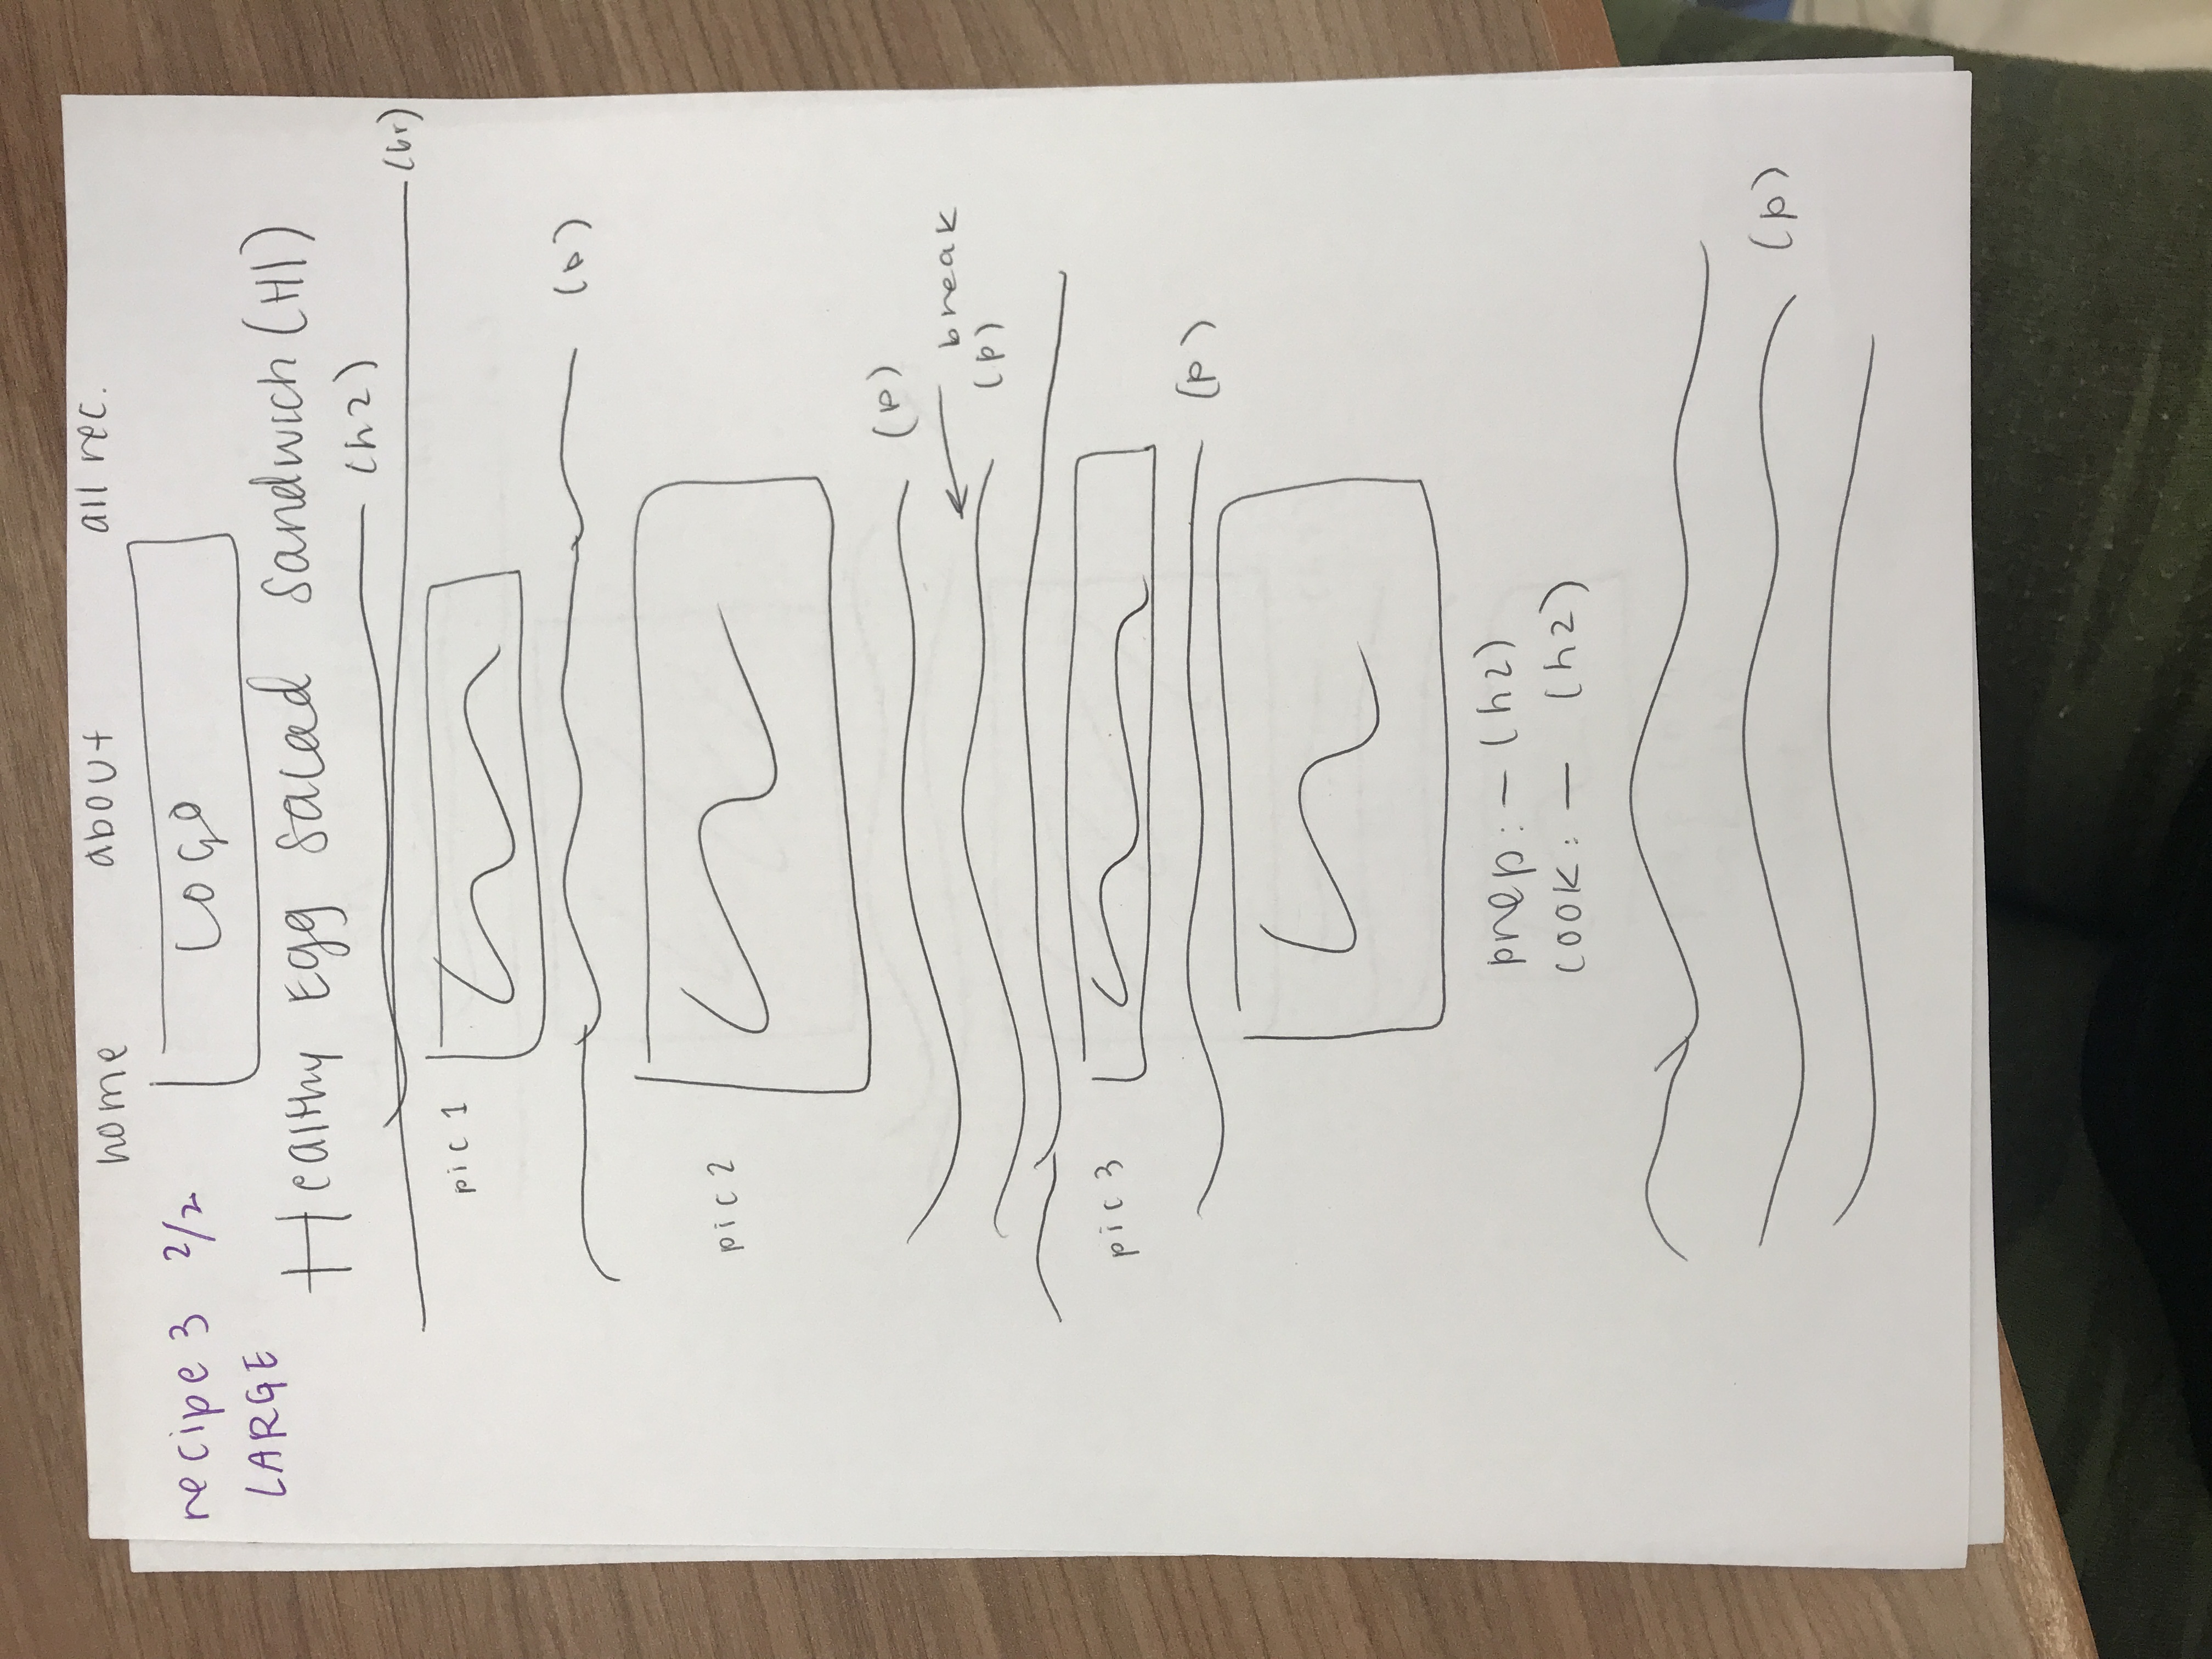 home about all rec.
recipe 3 2/2
LARGE
LOGO
Healthy Egg Salad Sandwich (H1)
(h2)
(br)
pic 1
(p)
pic 2
(p)
break
(p)
pic 3
(p)
prep: — (h2)
cook: — (h2)
(p)